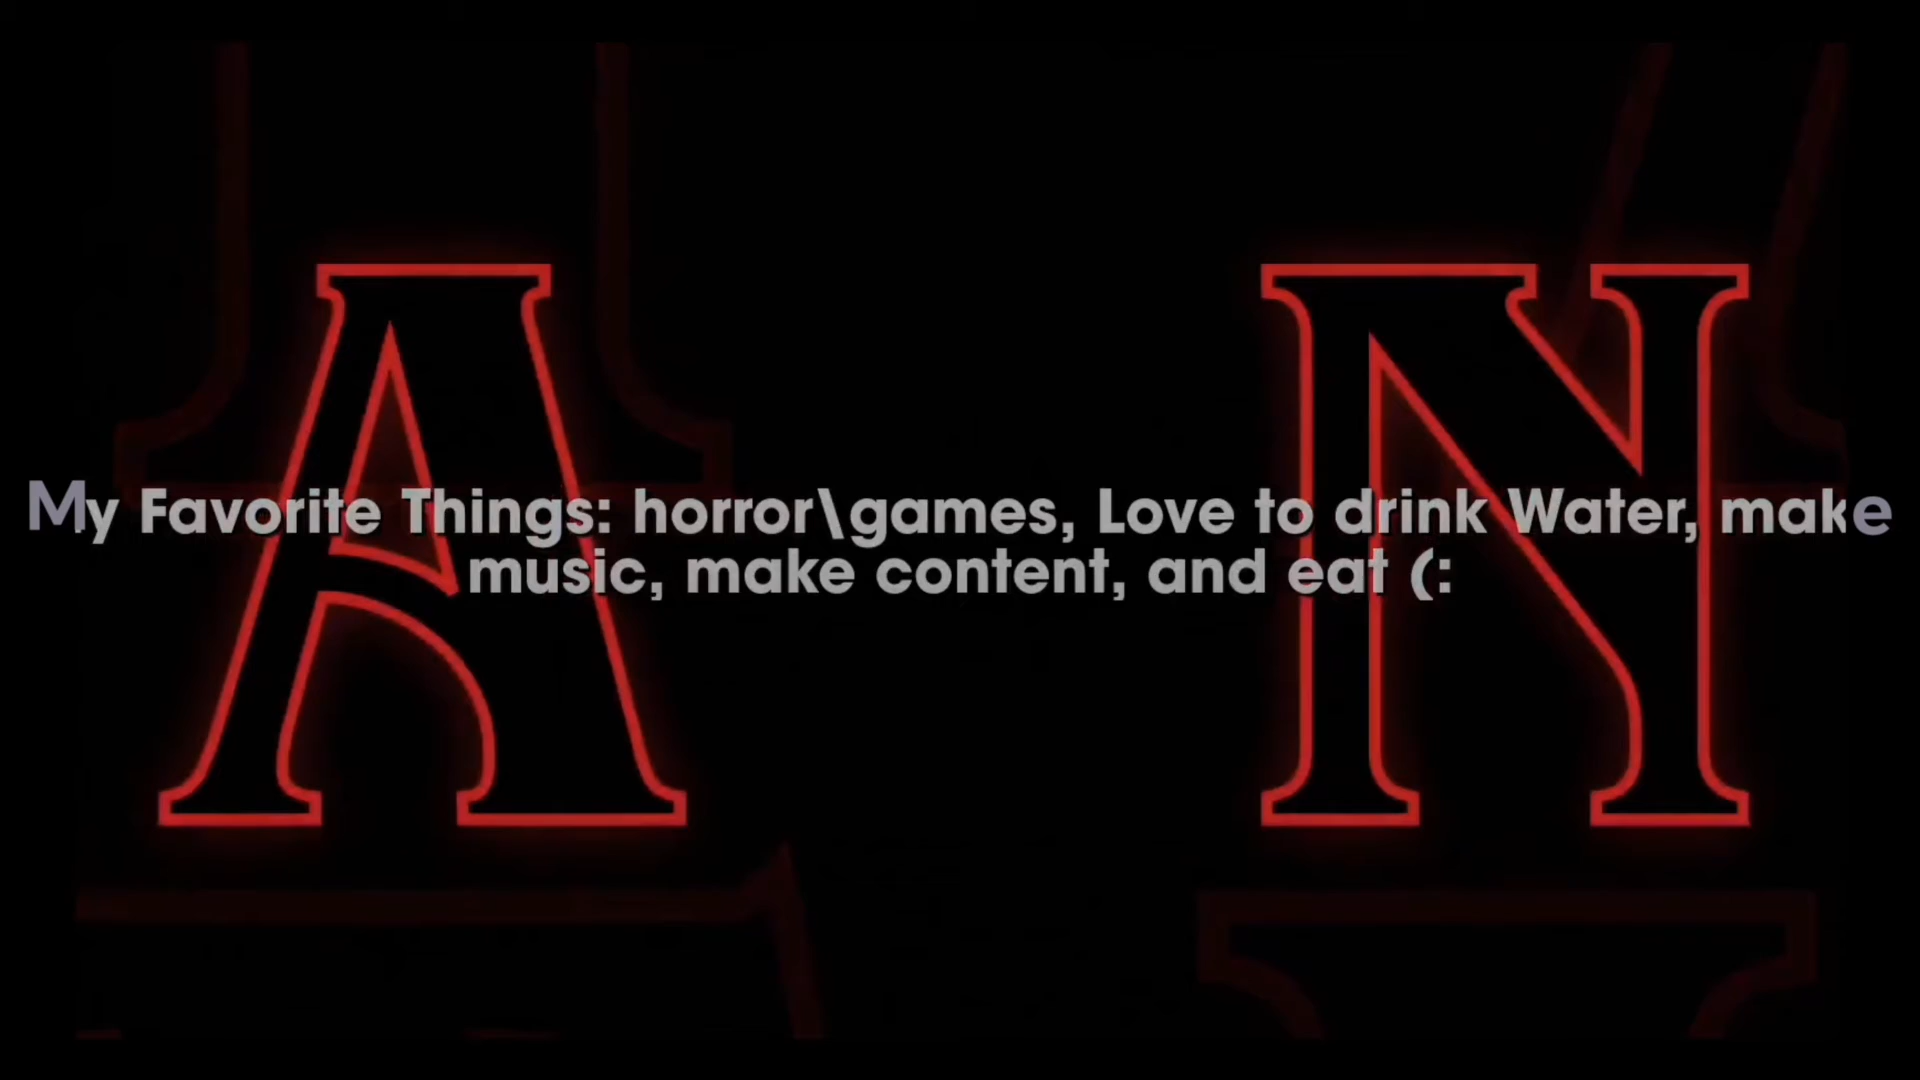 A N
My Favorite Things: horror\games, Love to drink Water, make
music, make content, and eat (: